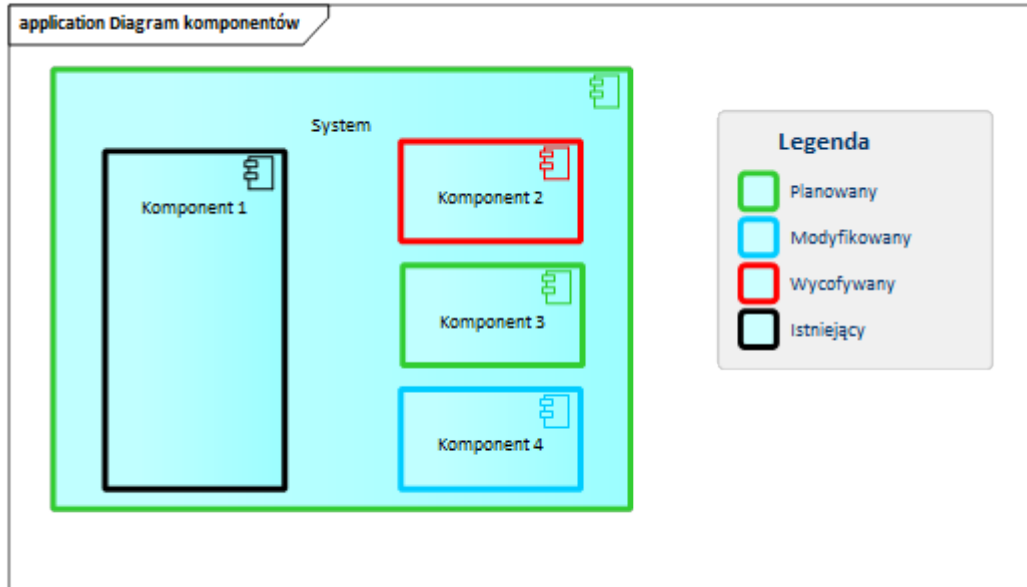 application Diagram komponentów
System
Komponent 1
Komponent 2
Komponent 3
Komponent 4
Legenda
Planowany
Modyfikowany
Wycofywany
Istniejący